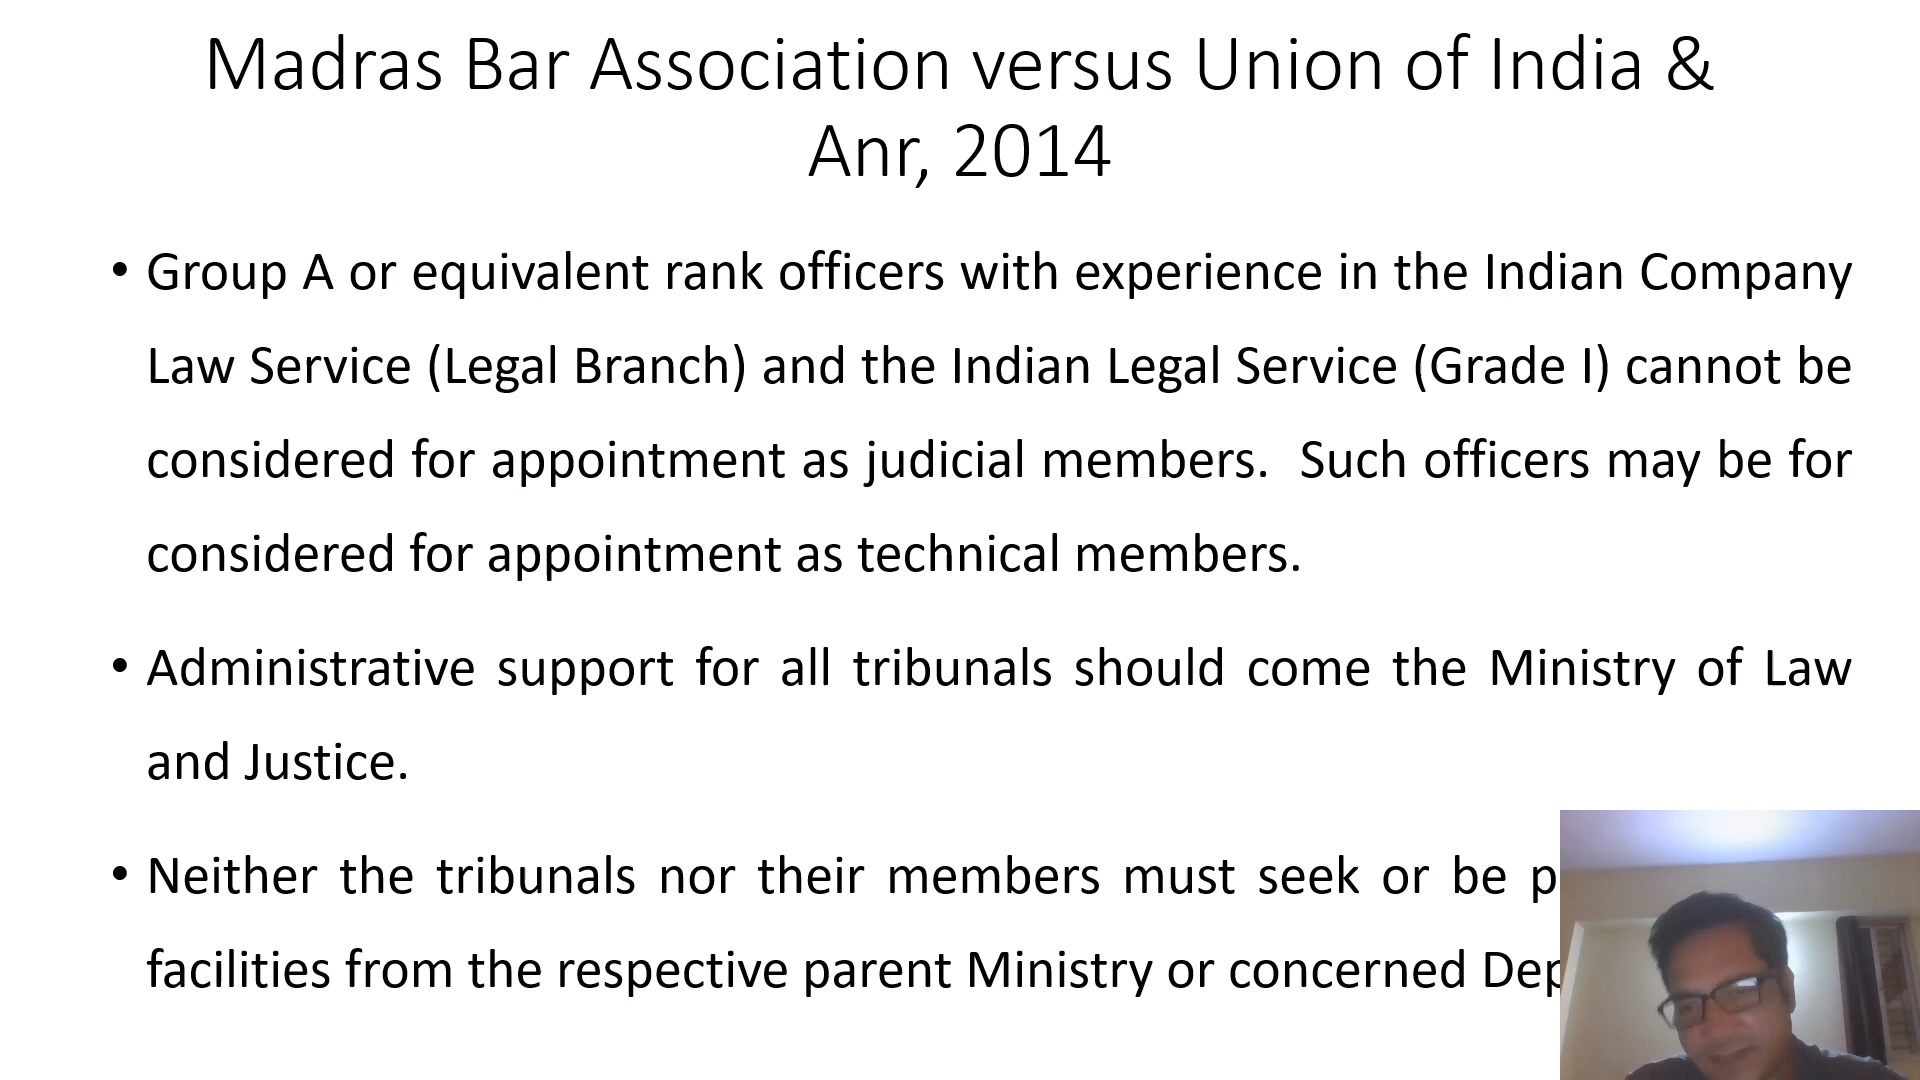 Madras Bar Association versus Union of India &
Anr, 2014
• Group A or equivalent rank officers with experience in the Indian Company
Law Service (Legal Branch) and the Indian Legal Service (Grade I) cannot be
considered for appointment as judicial members.  Such officers may be for
considered for appointment as technical members.
• Administrative support for all tribunals should come the Ministry of Law
and Justice.
• Neither the tribunals nor their members must seek or be
facilities from the respective parent Ministry or concerned